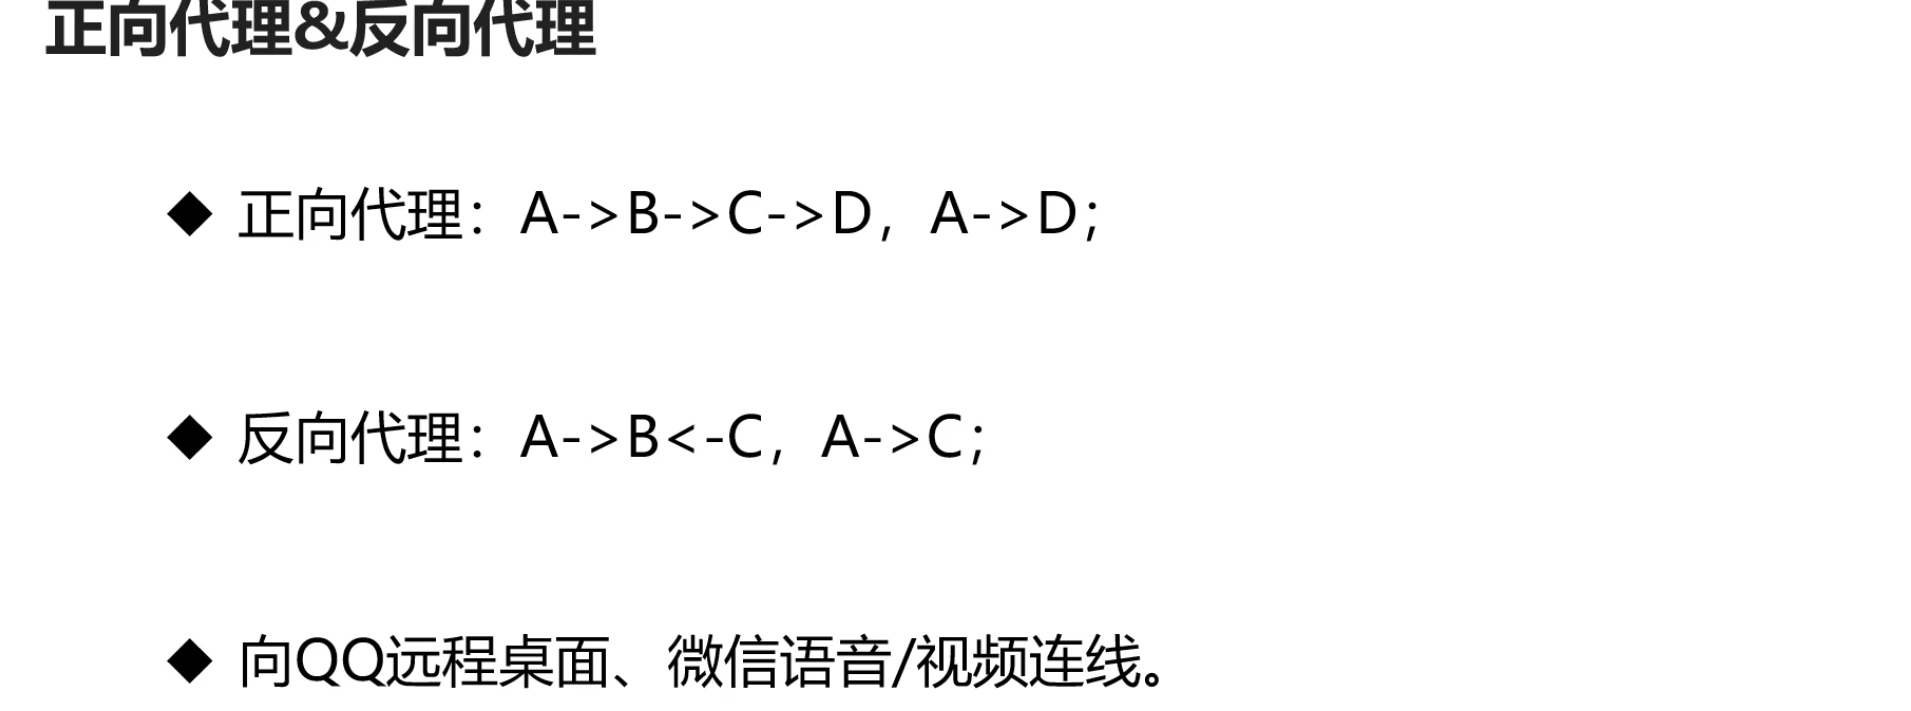 正向代理&反向代理
◆ 正向代理：A->B->C->D，A->D；
◆ 反向代理：A->B<-C，A->C；
◆ 向QQ远程桌面、微信语音/视频连线。